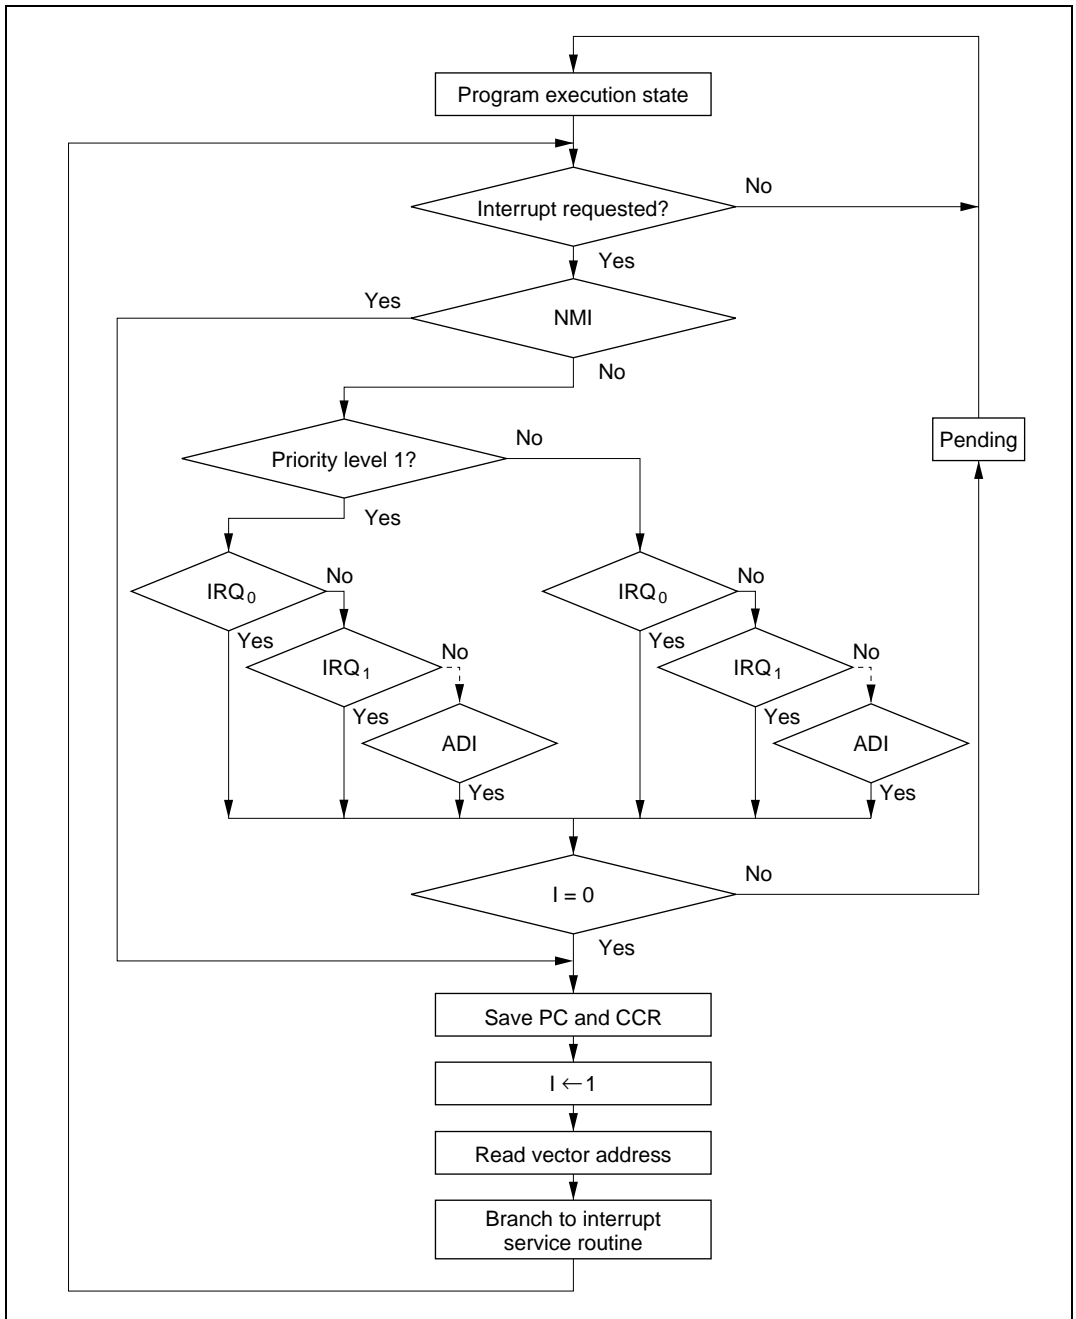 Program execution state
Interrupt requested?
No
Yes
NMI
Yes
No
Pending
Priority level 1?
No
Yes
IRQ0
No
Yes
IRQ1
No
Yes
ADI
Yes
IRQ0
No
Yes
IRQ1
No
Yes
ADI
Yes
I = 0
No
Yes
Save PC and CCR
I ← 1
Read vector address
Branch to interrupt
service routine